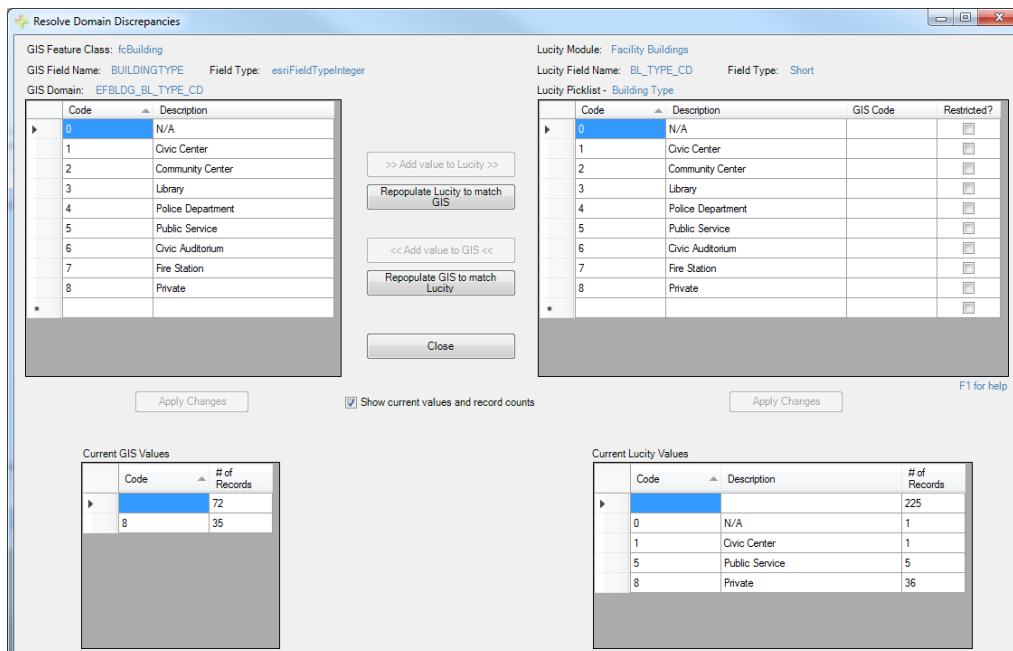 Resolve Domain Discrepancies
GIS Feature Class: fcBuilding
Lucity Module: Facility Buildings
GIS Field Name: BUILDINGTYPE Field Type: esriFieldTypeInteger
Lucity Field Name: BL_TYPE_CD Field Type: Short
GIS Domain: EFBLDG_BL_TYPE_CD
Lucity Picklist - Building Type
Code Description
0 N/A
1 Civic Center
2 Community Center
3 Library
4 Police Department
5 Public Service
6 Civic Auditorium
7 Fire Station
8 Private
*
>> Add value to Lucity >>
Repopulate Lucity to match
GIS
<< Add value to GIS <<
Repopulate GIS to match
Lucity
Close
Code Description GIS Code Restricted?
0 N/A
1 Civic Center
2 Community Center
3 Library
4 Police Department
5 Public Service
6 Civic Auditorium
7 Fire Station
8 Private
*
F1 for help
Apply Changes
Show current values and record counts
Apply Changes
Current GIS Values
Code # of
Records
72
8 35
Current Lucity Values
Code Description # of
Records
225
0 N/A 1
1 Civic Center 1
5 Public Service 5
8 Private 36